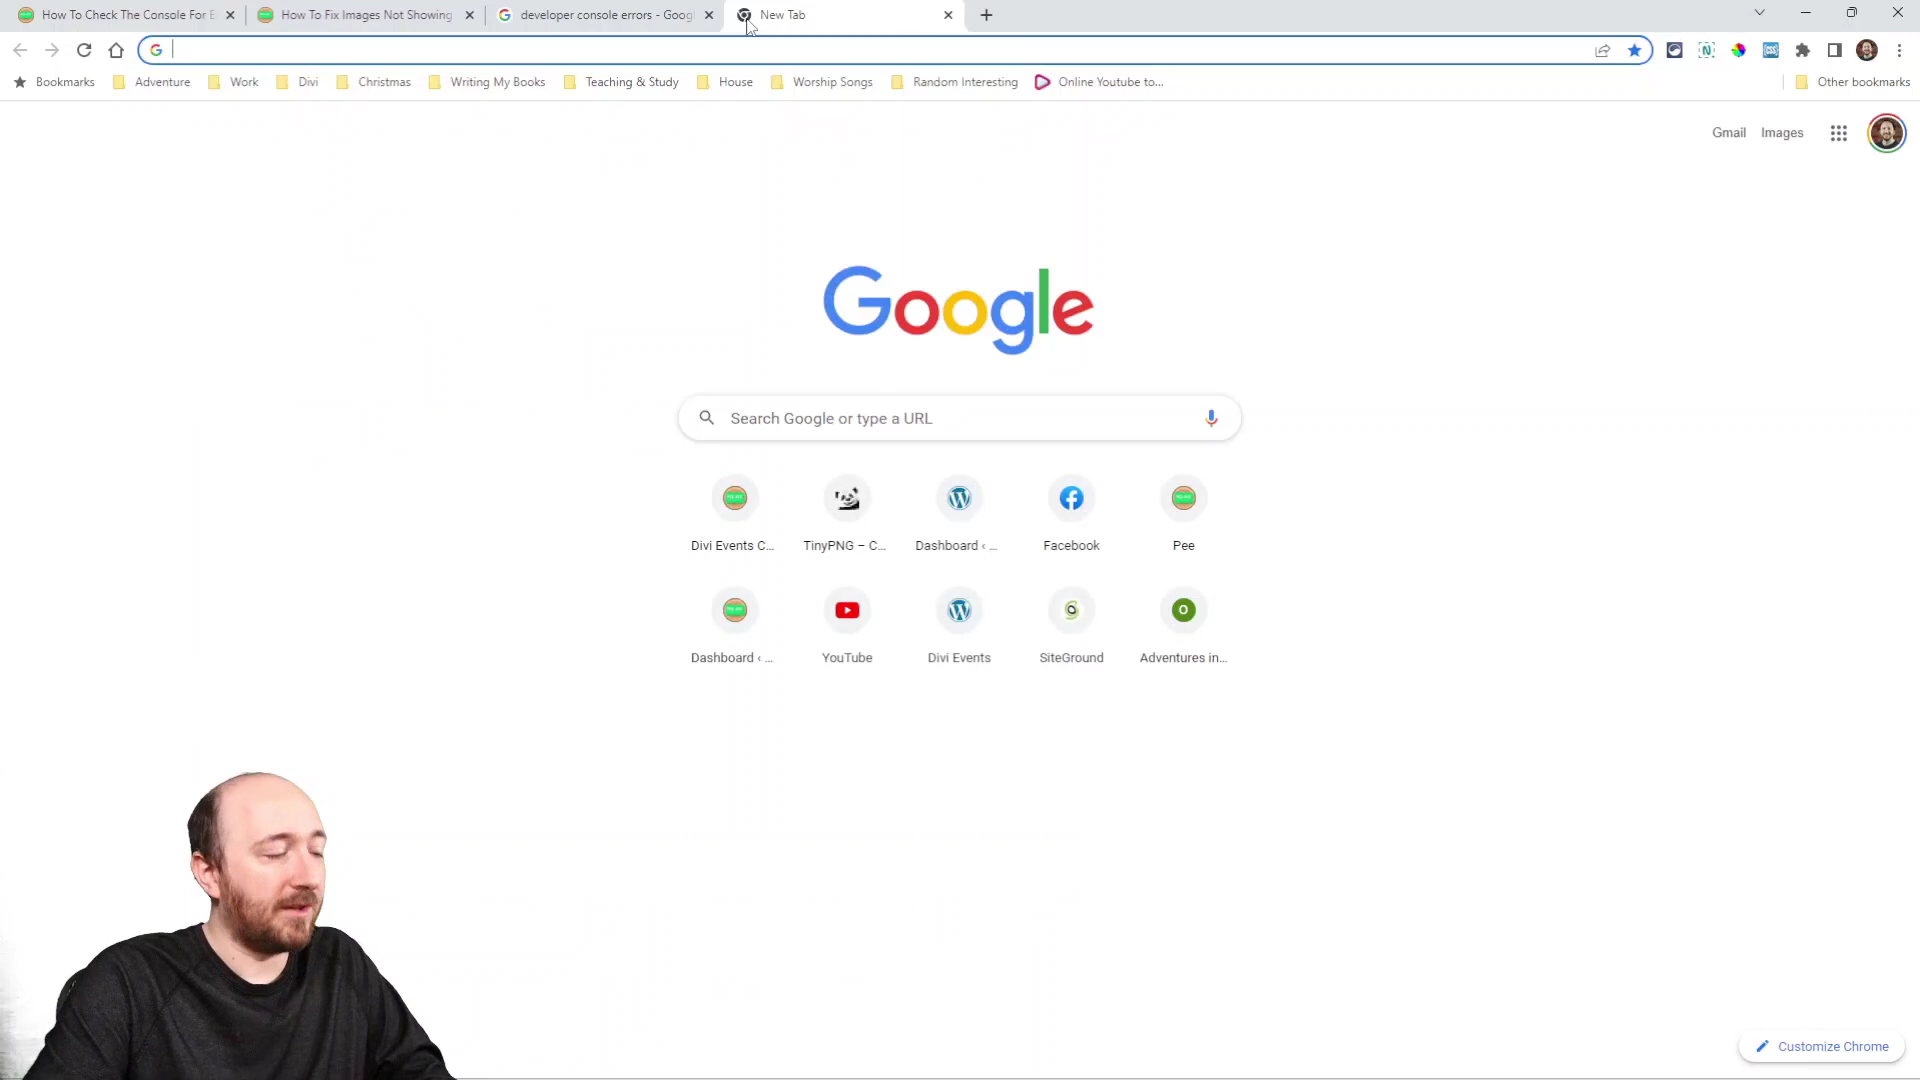 How To Check The Console For E
How To Fix Images Not Showing
developer console errors - Googl
New Tab
Bookmarks
Adventure
Work
Divi
Christmas
Writing My Books
Teaching & Study
House
Worship Songs
Random Interesting
Online Youtube to...
Other bookmarks
Gmail
Images
Google
Search Google or type a URL
Divi Events C...
TinyPNG – C...
Dashboard ‹ ...
Facebook
Pee
Dashboard ‹ ...
YouTube
Divi Events
SiteGround
O
Adventures in...
Customize Chrome